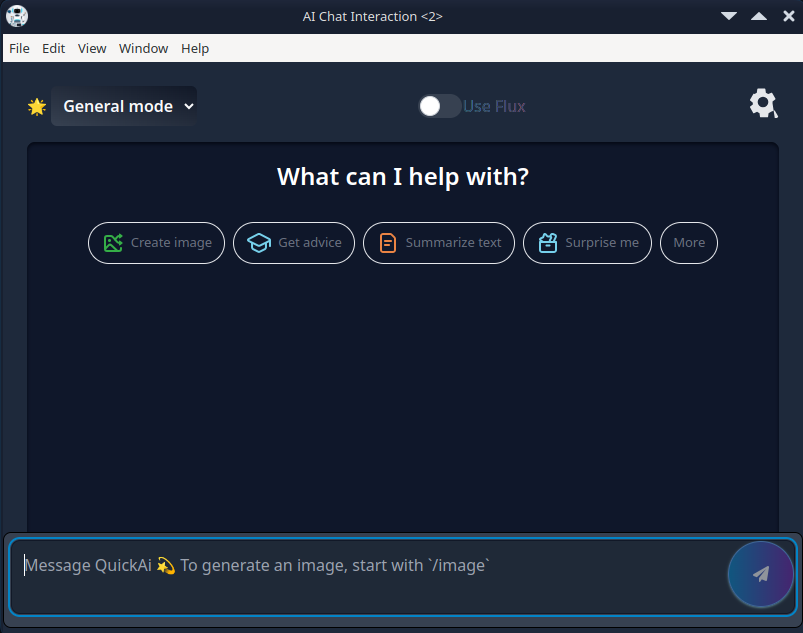 AI Chat Interaction <2>
File Edit View Window Help
🌟 General mode Use Flux
What can I help with?
Create image Get advice Summarize text Surprise me More
Message QuickAi 💫 To generate an image, start with `/image`